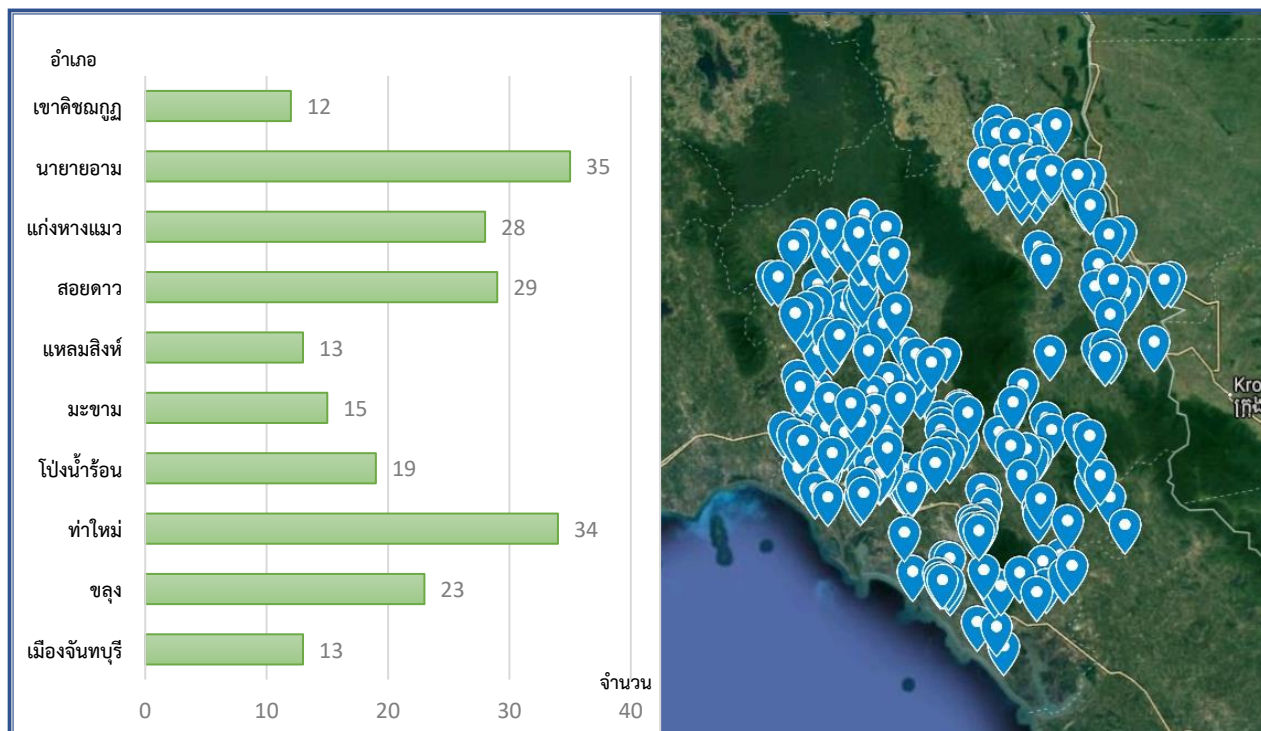 อำเภอ
เขาคิชฌกูฏ 12
นายายอาม 35
แก่งหางแมว 28
สอยดาว 29
แหลมสิงห์ 13
มะขาม 15
โป่งน้ำร้อน 19
ท่าใหม่ 34
ขลุง 23
เมืองจันทบุรี 13
จำนวน
0 10 20 30 40
Kro